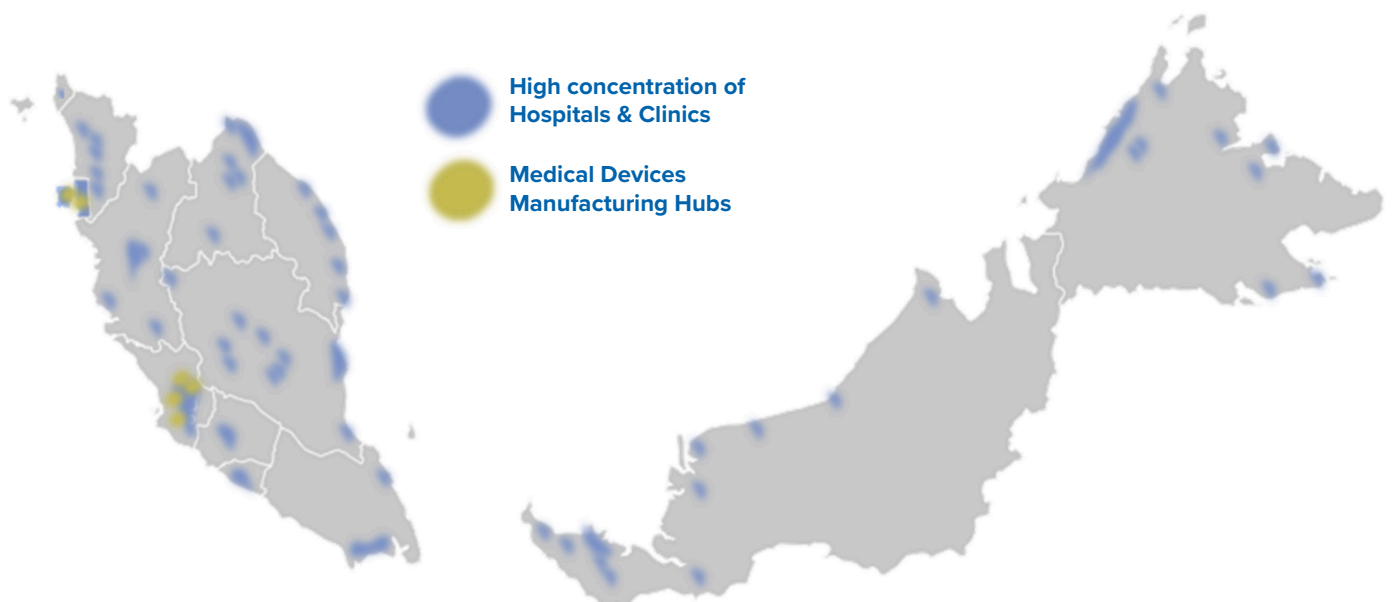 High concentration of
Hospitals & Clinics
Medical Devices
Manufacturing Hubs